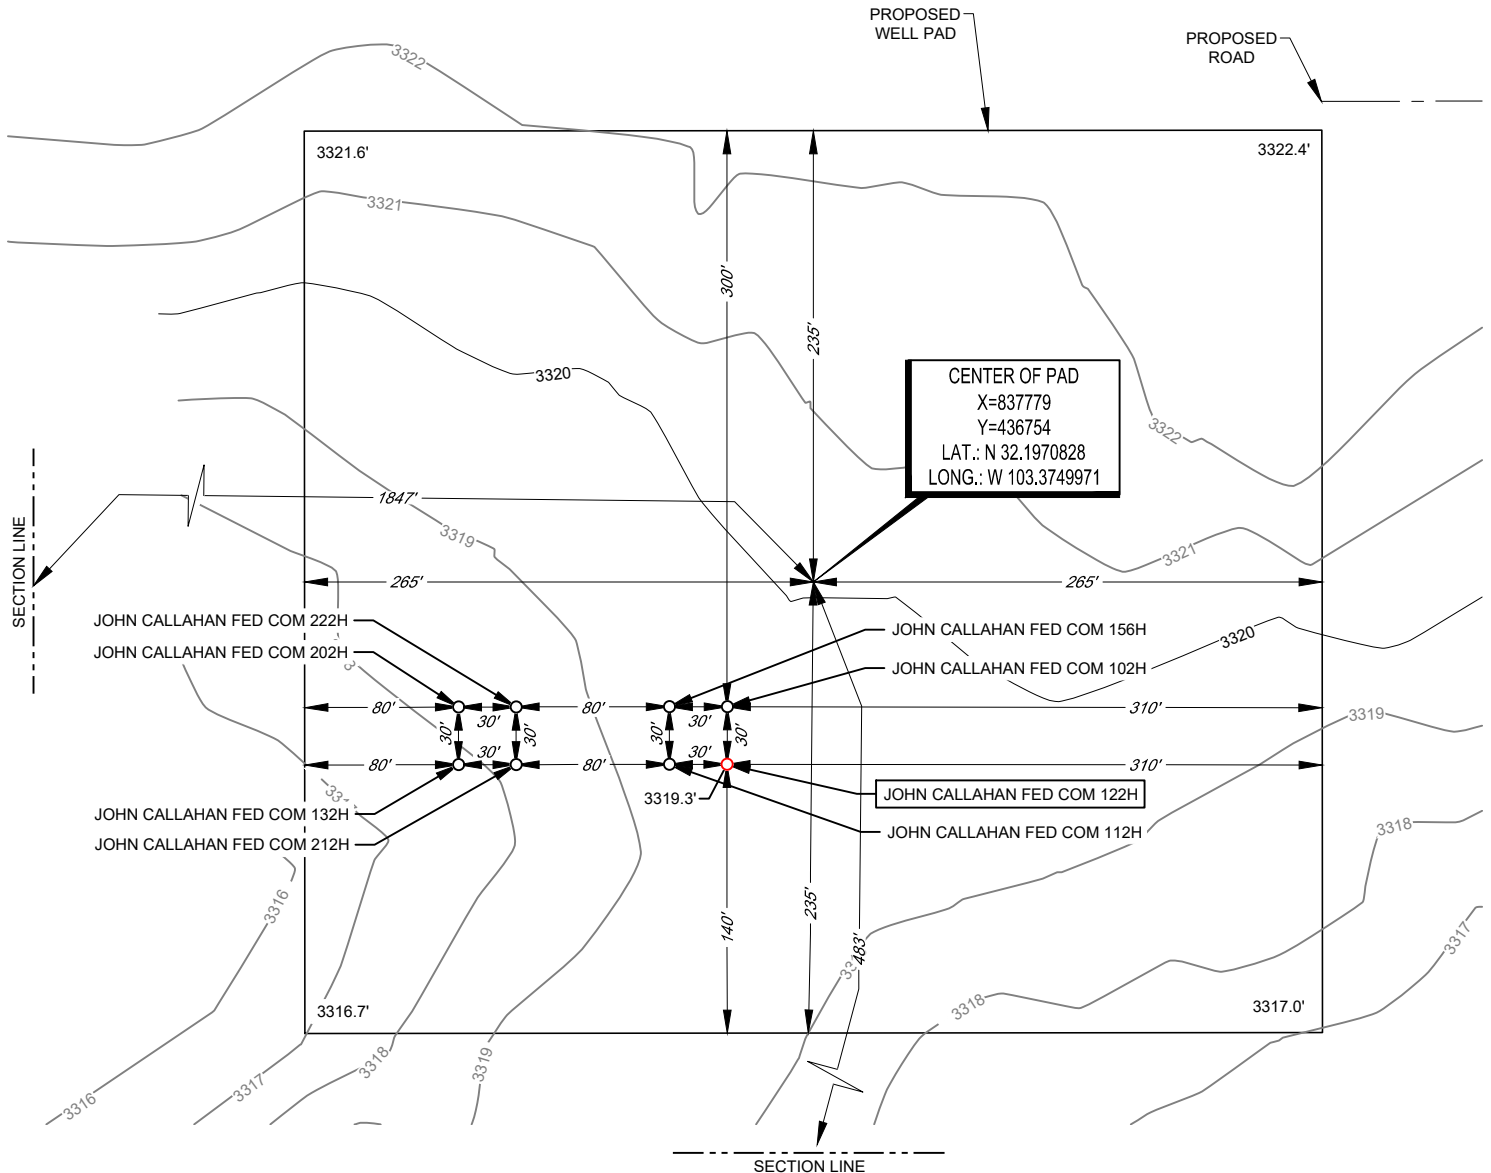 PROPOSED
WELL PAD
PROPOSED
ROAD
3322
3321.6'
3322.4'
3321
300'
235'
3320
CENTER OF PAD
X=837779
Y=436754
LAT.: N 32.1970828
LONG.: W 103.3749971
3322
1847'
3319
3321
SECTION LINE
265'
265'
JOHN CALLAHAN FED COM 222H
JOHN CALLAHAN FED COM 156H
3320
JOHN CALLAHAN FED COM 202H
JOHN CALLAHAN FED COM 102H
80'
30'
80'
30'
310'
3319
30'
30'
30'
30'
80'
30'
80'
30'
310'
3319.3'
JOHN CALLAHAN FED COM 122H
JOHN CALLAHAN FED COM 132H
JOHN CALLAHAN FED COM 112H
3318
JOHN CALLAHAN FED COM 212H
3316
140'
235'
483'
3317
3316.7'
3318
3317.0'
3318
3319
3317
3316
SECTION LINE